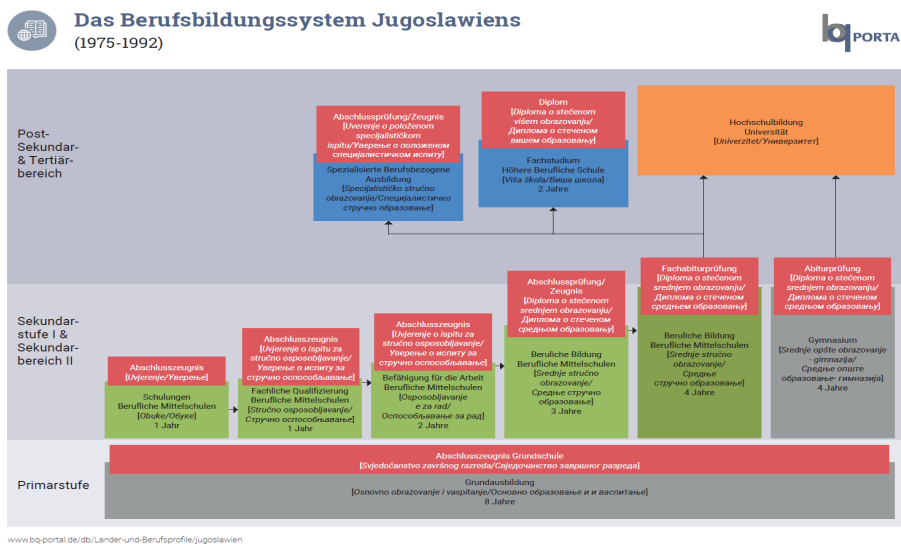 Das Berufsbildungssystem Jugoslawiens
(1975-1992)
bq PORTAL
Post-
Sekundar-
& Tertiär-
bereich
Abschlussprüfung/Zeugnis
[Uverenje o položenom
specijalističkom
ispitu/Уверење о положеном
специјалистичком испиту]
Spezialisierte Berufsbezogene
Ausbildung
[Specijalističko stručno
obrazovanje/Специјалистичко
стручно образовање]
Diplom
[Diploma o stečenom
višem obrazovanju/
Диплома о стеченом
вишем образовању]
Fachstudium
Höhere Berufliche Schule
[Viša škola/Виша школа]
2 Jahre
Hochschulbildung
Universität
[Univerzitet/Универзитет]
Sekundar-
stufe I &
Sekundär-
bereich II
Abschlusszeugnis
[Uvjerenje/Уверење]
Schulungen
Berufliche Mittelschulen
[Obuke/Обуке]
1 Jahr
Abschlusszeugnis
[Uvjerenje o ispitu za
stručno osposobljavanje/
Уверење о испиту за
стручно оспособљавање]
Fachliche Qualifizierung
Berufliche Mittelschulen
[Stručno osposobljavanje/
Стручно оспособљавање]
1 Jahr
Abschlusszeugnis
[Uvjerenje o ispitu za
stručno osposobljavanje/
Уверење о испиту за
стручно оспособљавање]
Befähigung für die Arbeit
Berufliche Mittelschulen
[Osposobljavanje
e za rad/
Оспособљавање за рад]
2 Jahre
Abschlussprüfung/
Zeugnis
[Diploma o stečenom
srednjem obrazovanju/
Диплома о стеченом
средњом образовању]
Beruliche Bildung
Berufliche Mittelschulen
[Srednje stručno
obrazovanje/
Средње стручно
образовање]
3 Jahre
Fachabiturprüfung
[Diploma o stečenom
srednjem obrazovanju/
Диплома о стеченом
средњем образовању]
Beruliche Bildung
Berufliche Mittelschulen
[Srednje stručno
obrazovanje/
Средње
стручно образовање]
4 Jahre
Abiturprüfung
[Diploma o stečenom
srednjem obrazovanju/
Диплома о стеченом
средњем образовању]
Gymnasium
[Srednje opšte obrazovanje
- gimnazija/
Средње опште
образовање- гимназија]
4 Jahre
Primarstufe
Abschlusszeugnis Grundschule
[Svjedočanstvo završnog razreda/Свједочанство завршног разреда]
Grundausbildung
[Osnovno obrazovanje i vaspitanje/Основно образовање и и васпитање]
8 Jahre
www.bq-portal.de/db/Lander-und-Berufsprofile/jugoslawien